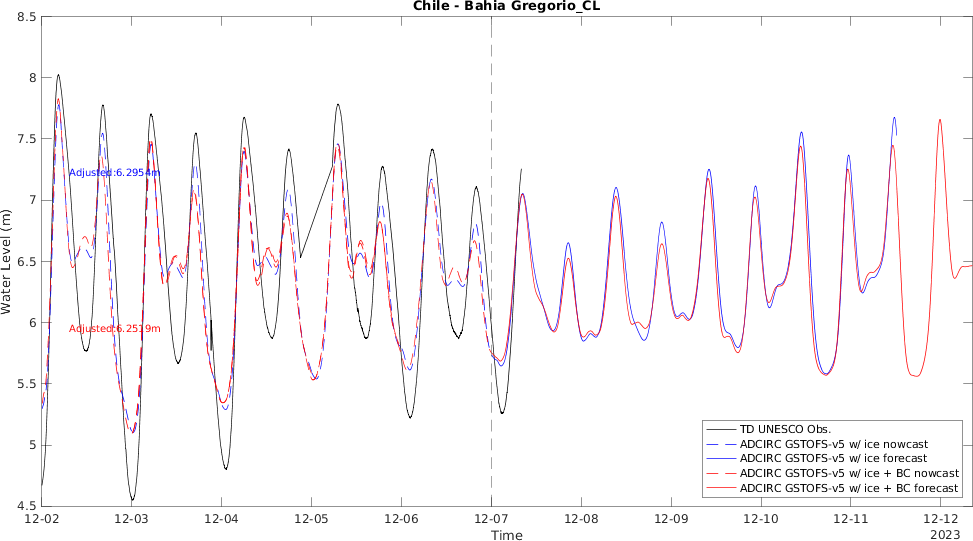 Chile - Bahia Gregorio_CL
8.5
8
7.5
7
6.5
6
5.5
5
4.5
Water Level (m)
Adjusted:6.2954m
Adjusted:6.2519m
TD UNESCO Obs.
ADCIRC GSTOFS-v5 w/ ice nowcast
ADCIRC GSTOFS-v5 w/ ice forecast
ADCIRC GSTOFS-v5 w/ ice + BC nowcast
ADCIRC GSTOFS-v5 w/ ice + BC forecast
12-02 12-03 12-04 12-05 12-06 12-07 12-08 12-09 12-10 12-11 12-12
Time 2023